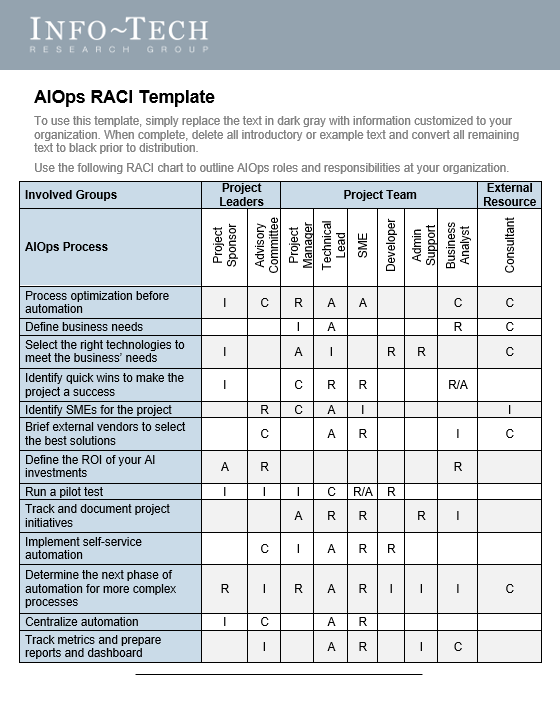 INFO~TECH
RESEARCH GROUP
AIOps RACI Template
To use this template, simply replace the text in dark gray with information customized to your
organization. When complete, delete all introductory or example text and convert all remaining
text to black prior to distribution.
Use the following RACI chart to outline AIOps roles and responsibilities at your organization.
Involved Groups
Project
Leaders
Project Team
External
Resource
AIOps Process
Project
Sponsor
Advisory
Committee
Project
Manager
Technical
Lead
SME
Developer
Admin
Support
Business
Analyst
Consultant
Process optimization before
automation
I C R A A C C
Define business needs
I A R C
Select the right technologies to
meet the business' needs
I A I R R C
Identify quick wins to make the
project a success
I C R R R/A
Identify SMEs for the project
R C A I I
Brief external vendors to select
the best solutions
C A R I C
Define the ROI of your AI
investments
A R R
Run a pilot test
I I I C R/A R
Track and document project
initiatives
A R R R I
Implement self-service
automation
C I A R R
Determine the next phase of
automation for more complex
processes
R I R A R I I I C
Centralize automation
I C A R
Track metrics and prepare
reports and dashboard
I A R I C